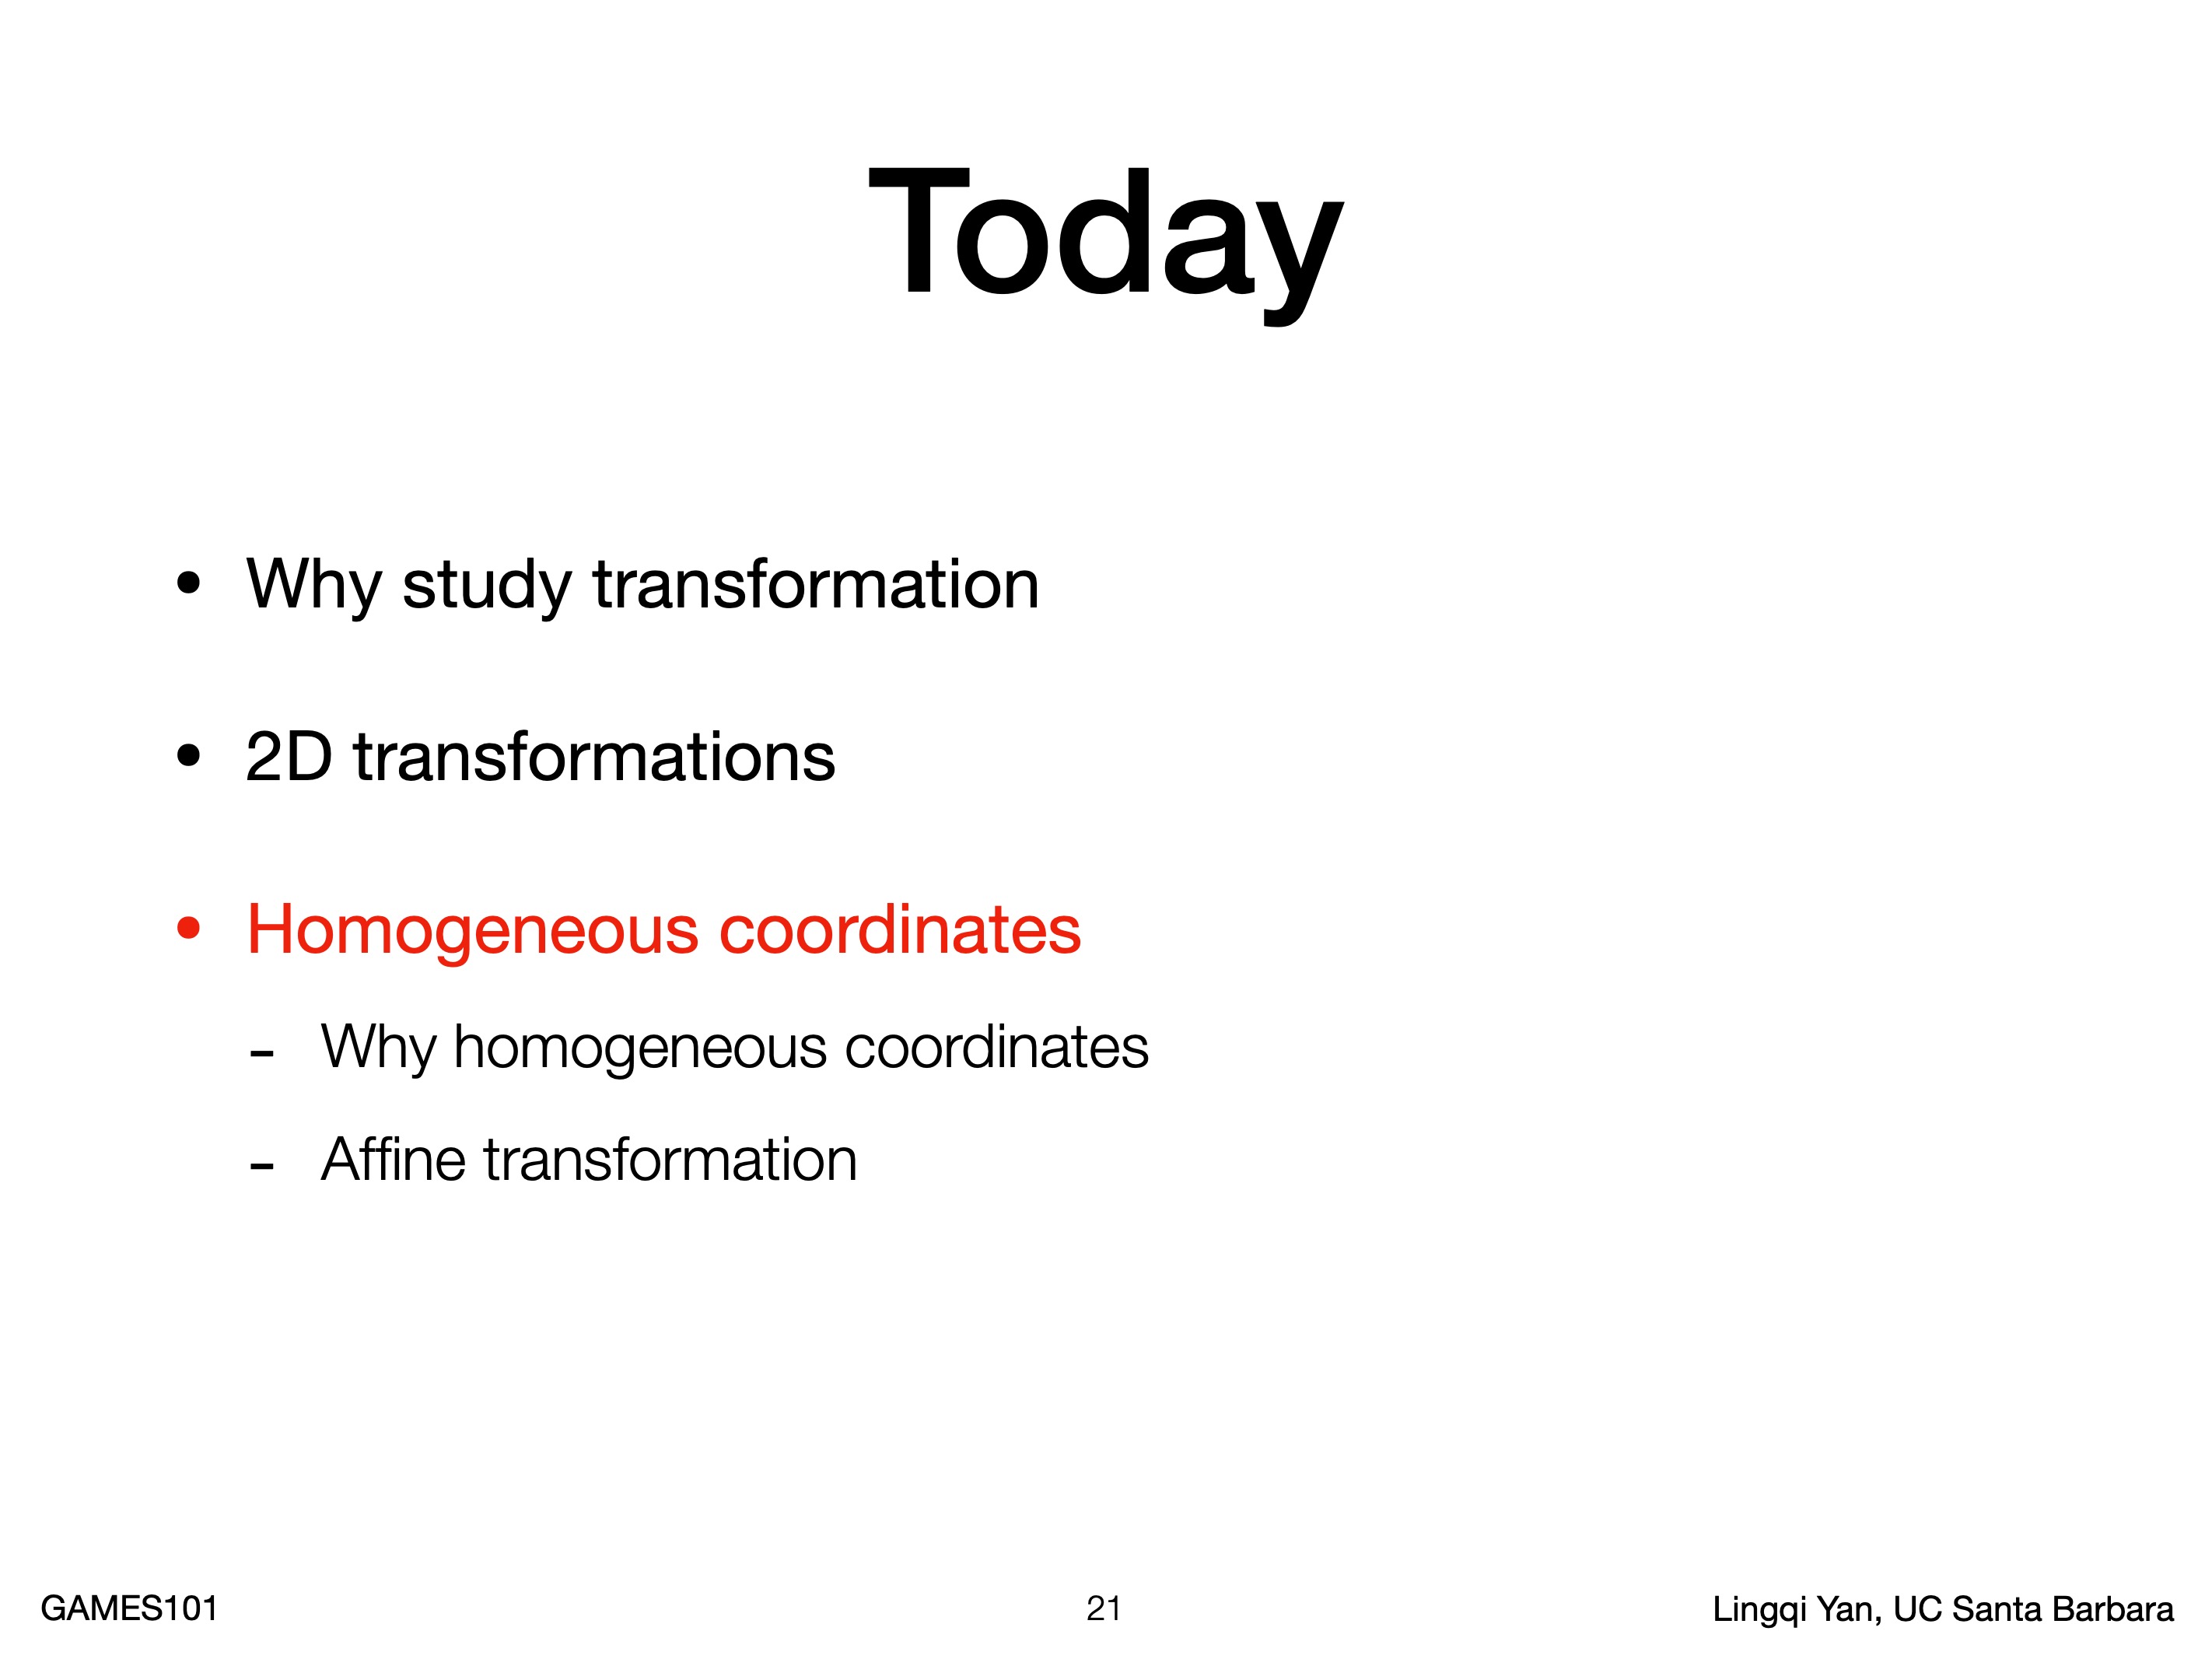 Today
• Why study transformation
• 2D transformations
• Homogeneous coordinates
- Why homogeneous coordinates
- Affine transformation
GAMES101
21
Lingqi Yan, UC Santa Barbara